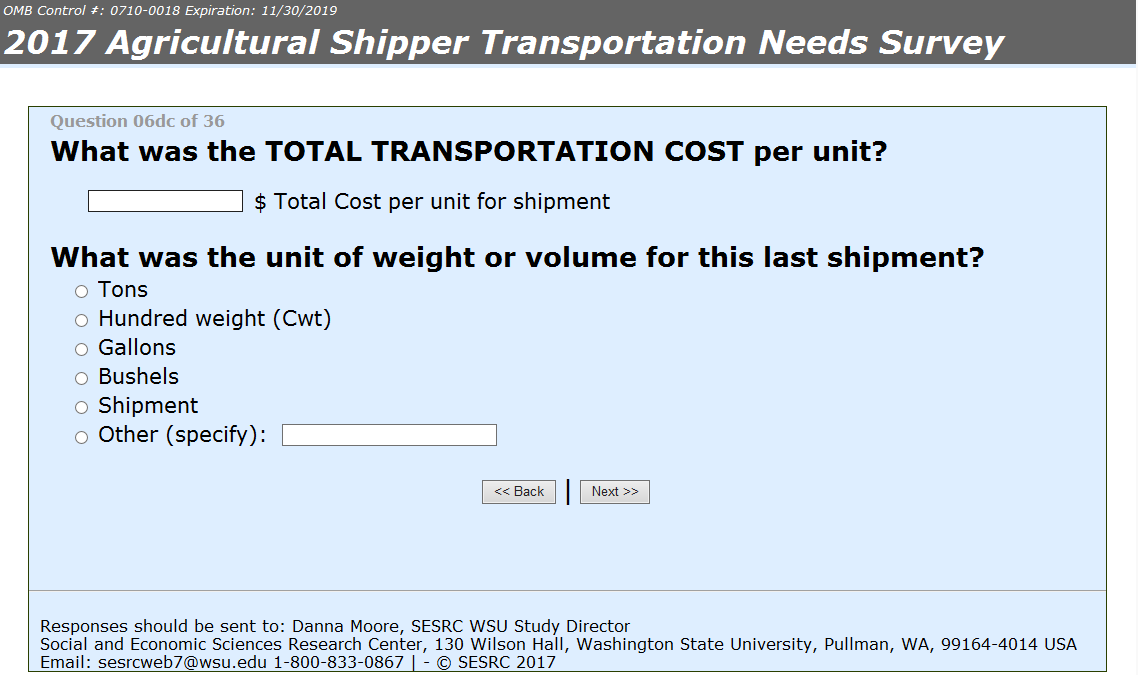 OMB Control #: 0710-0018 Expiration: 11/30/2019
2017 Agricultural Shipper Transportation Needs Survey
Question 06dc of 36
What was the TOTAL TRANSPORTATION COST per unit?
$ Total Cost per unit for shipment
What was the unit of weight or volume for this last shipment?
Tons
Hundred weight (Cwt)
Gallons
Bushels
Shipment
Other (specify):
<< Back | Next >>
Responses should be sent to: Danna Moore, SESRC WSU Study Director
Social and Economic Sciences Research Center, 130 Wilson Hall, Washington State University, Pullman, WA, 99164-4014 USA
Email: sesrcweb7@wsu.edu 1-800-833-0867 | - © SESRC 2017